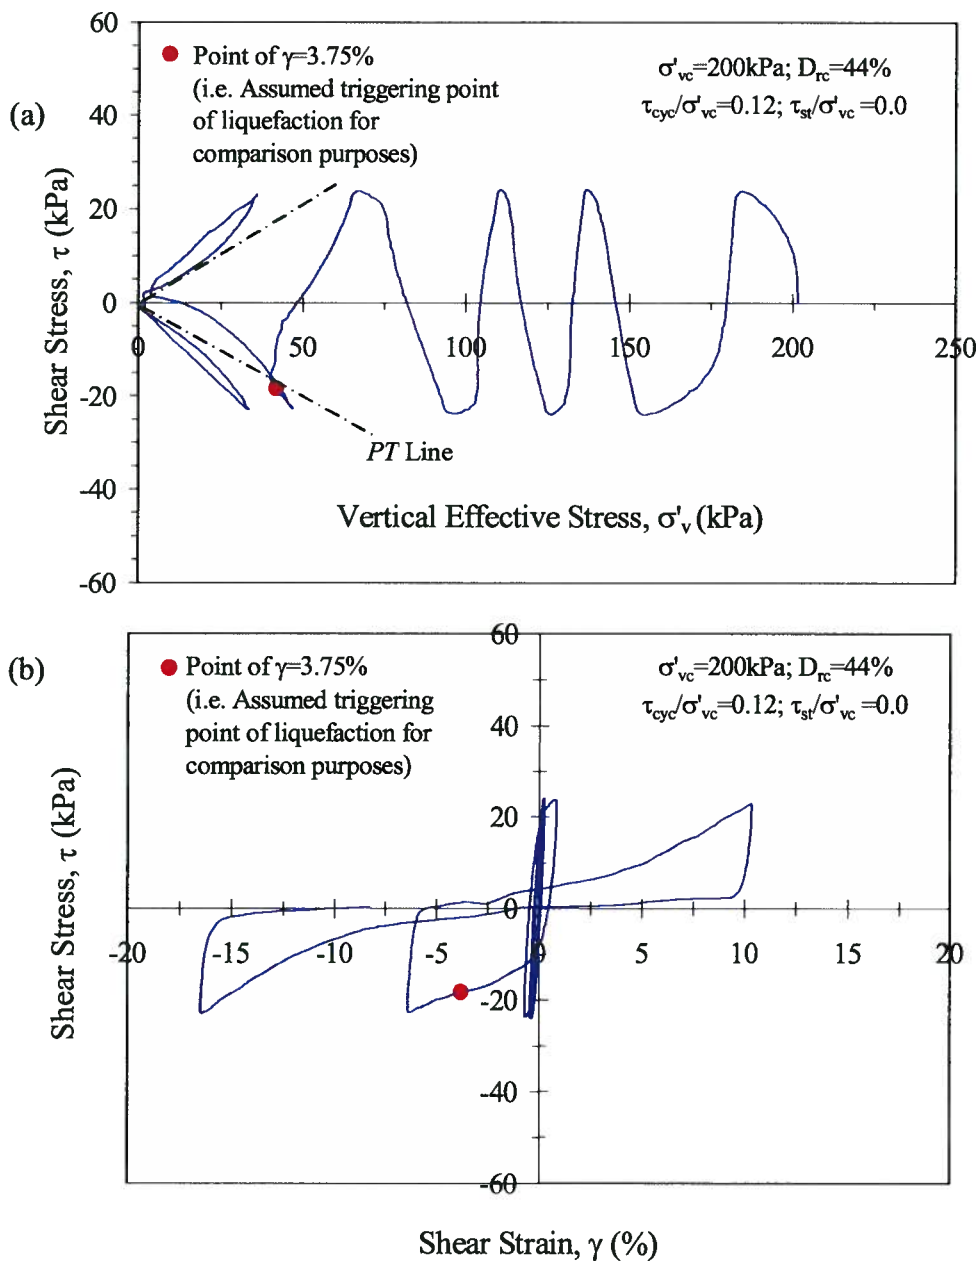 (a)
60
40
20
0
-20
-40
-60
Shear Stress, τ (kPa)
Point of γ=3.75%
(i.e. Assumed triggering point
of liquefaction for
comparison purposes)
σ'vc=200kPa; Drc=44%
τcyc/σ'vc=0.12; τst/σ'vc =0.0
0 50 100 150 200 250
PT Line
Vertical Effective Stress, σ'v (kPa)
(b)
60
40
20
0
-20
-40
-60
Shear Stress, τ (kPa)
Point of γ=3.75%
(i.e. Assumed triggering
point of liquefaction for
comparison purposes)
σ'vc=200kPa; Drc=44%
τcyc/σ'vc=0.12; τst/σ'vc =0.0
-20 -15 -10 -5 0 5 10 15 20
Shear Strain, γ (%)